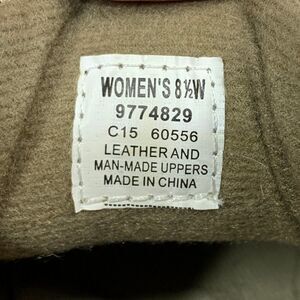 WOMEN'S 8½W
9774829
C15 60556
LEATHER AND
MAN-MADE UPPERS
MADE IN CHINA